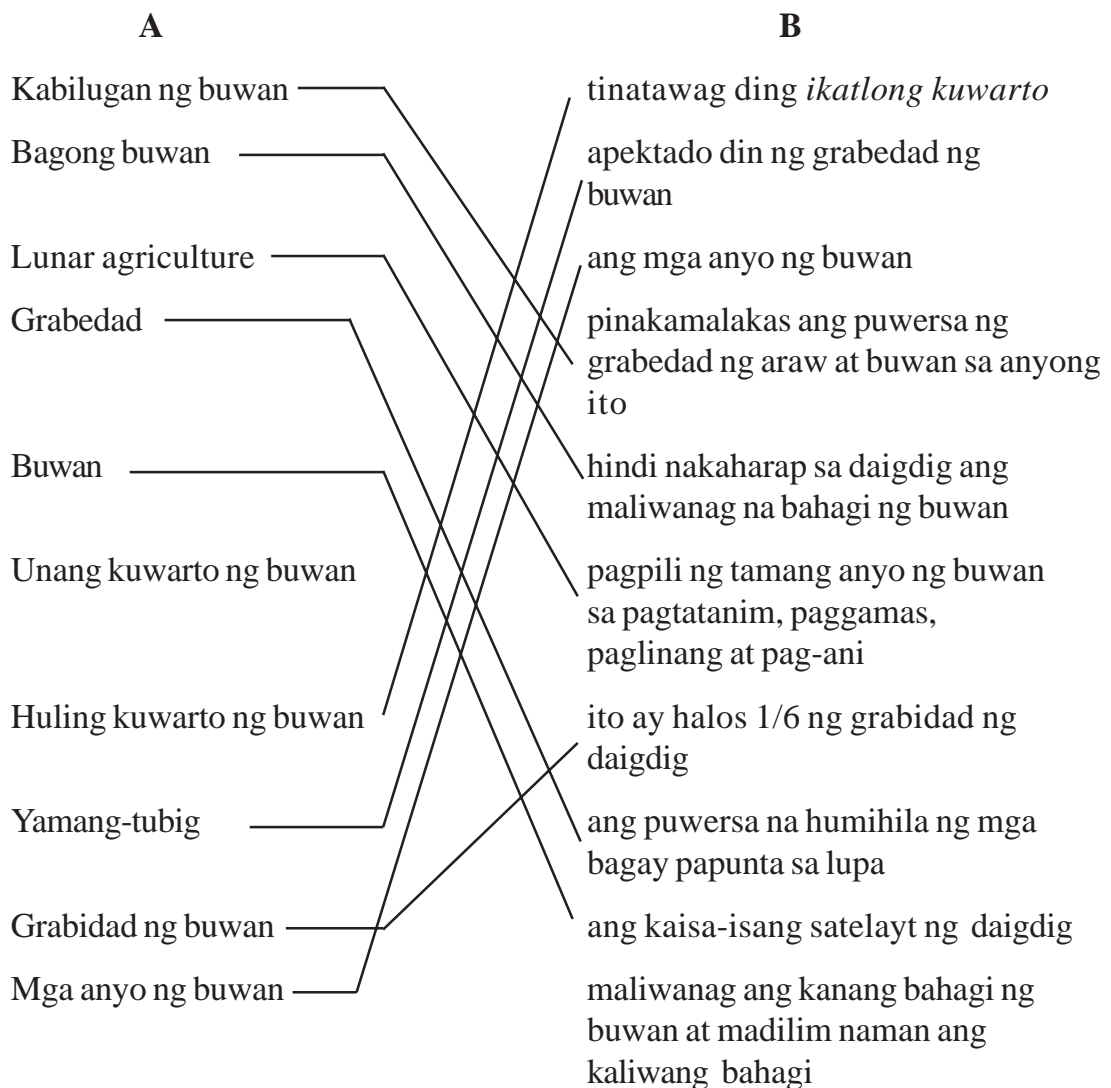 A
B
Kabilugan ng buwan
Bagong buwan
Lunar agriculture
Grabedad
Buwan
Unang kuwarto ng buwan
Huling kuwarto ng buwan
Yamang-tubig
Grabidad ng buwan
Mga anyo ng buwan
tinatawag ding ikatlong kuwarto
apektado din ng grabedad ng
buwan
ang mga anyo ng buwan
pinakamalakas ang puwersa ng
grabedad ng araw at buwan sa anyong
ito
hindi nakaharap sa daigdig ang
maliwanag na bahagi ng buwan
pagpili ng tamang anyo ng buwan
sa pagtatanim, paggamas,
paglinang at pag-ani
ito ay halos 1/6 ng grabidad ng
daigdig
ang puwersa na humihila ng mga
bagay papunta sa lupa
ang kaisa-isang satelayt ng daigdig
maliwanag ang kanang bahagi ng
buwan at madilim naman ang
kaliwang bahagi